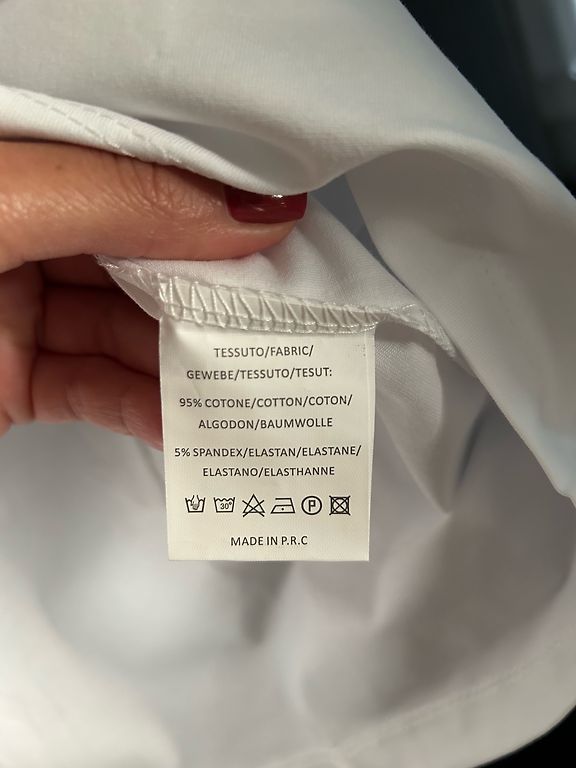 TESSUTO/FABRIC/
GEWEBE/TESSUTO/TESUT:
95% COTONE/COTTON/COTON/
ALGODON/BAUMWOLLE
5% SPANDEX/ELASTAN/ELASTANE/
ELASTANO/ELASTHANNE
30° P
MADE IN P.R.C